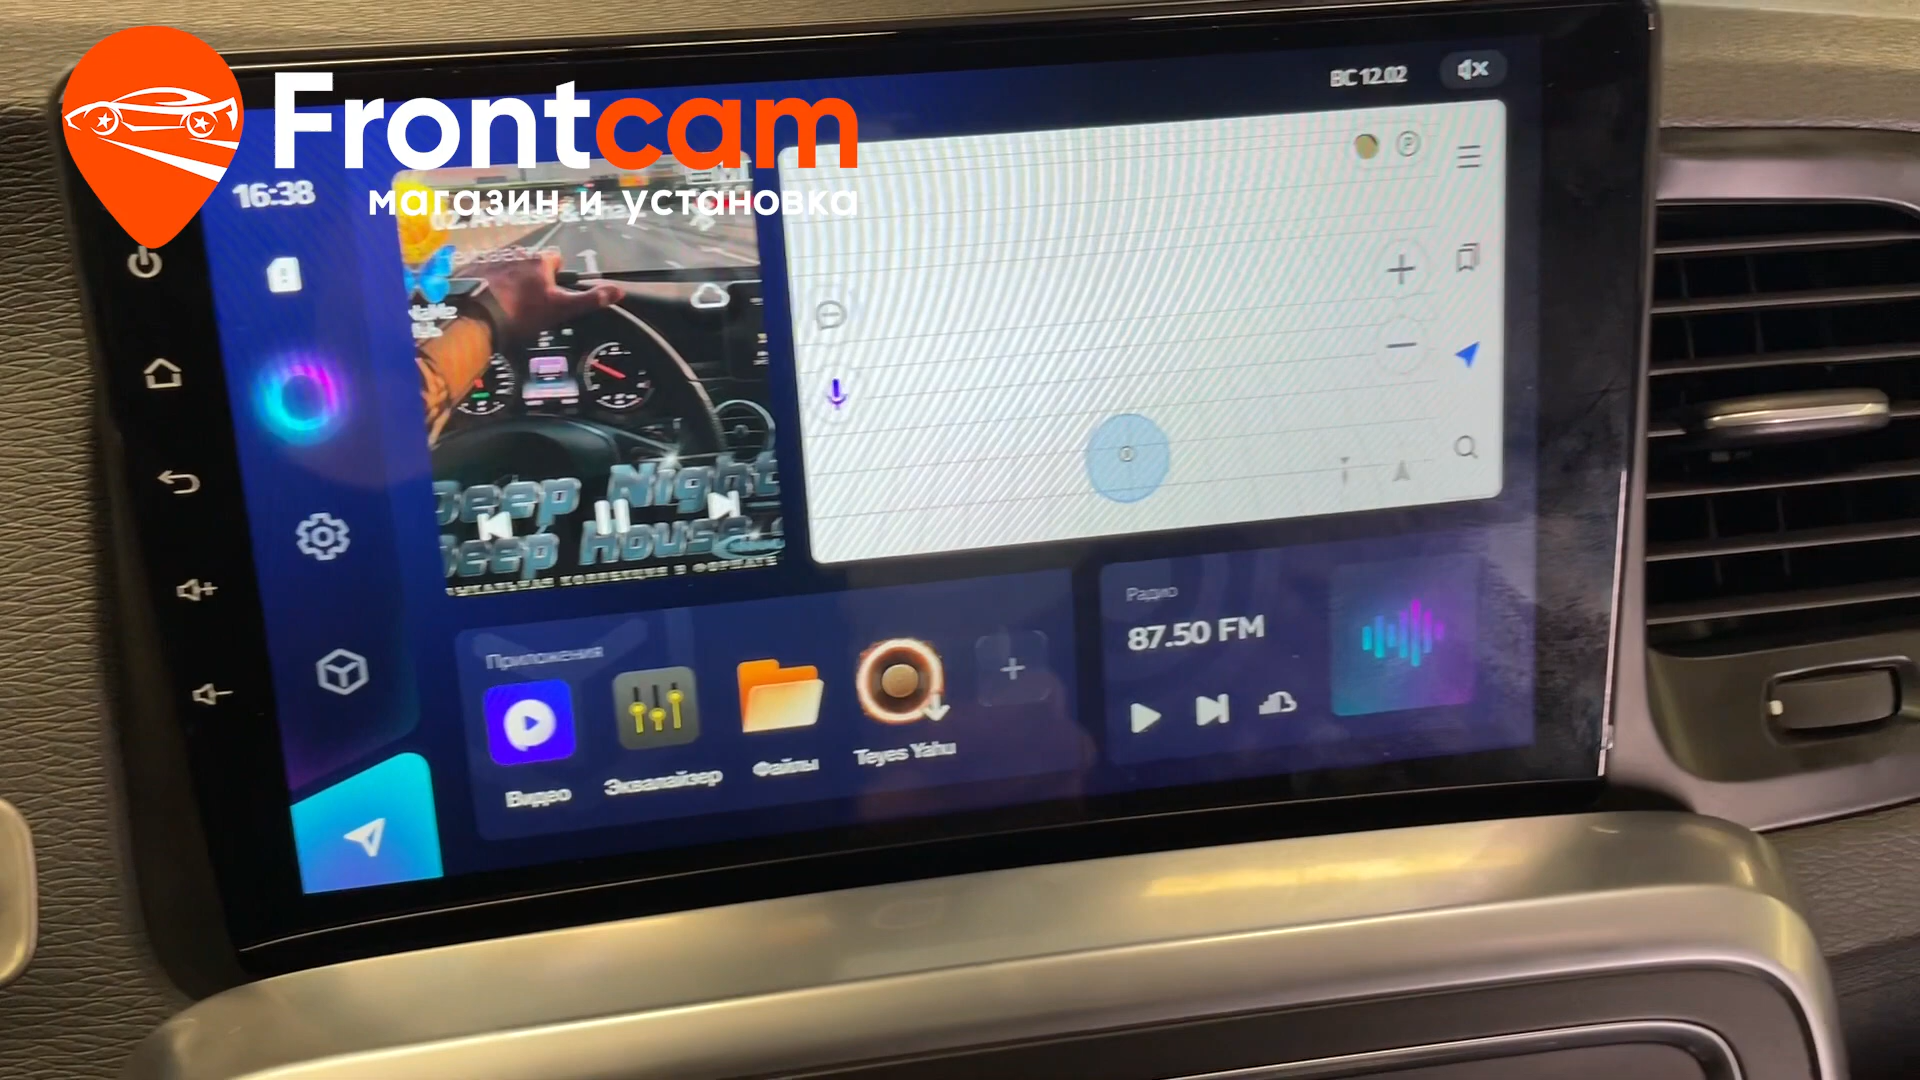 Frontcam
магазин и установка
ВС 12.02
16:38
Deep Night
Deep House
Радио
87.50 FM
Приложения
Видео
Эквалайзер
Файлы
Teyes Yahu